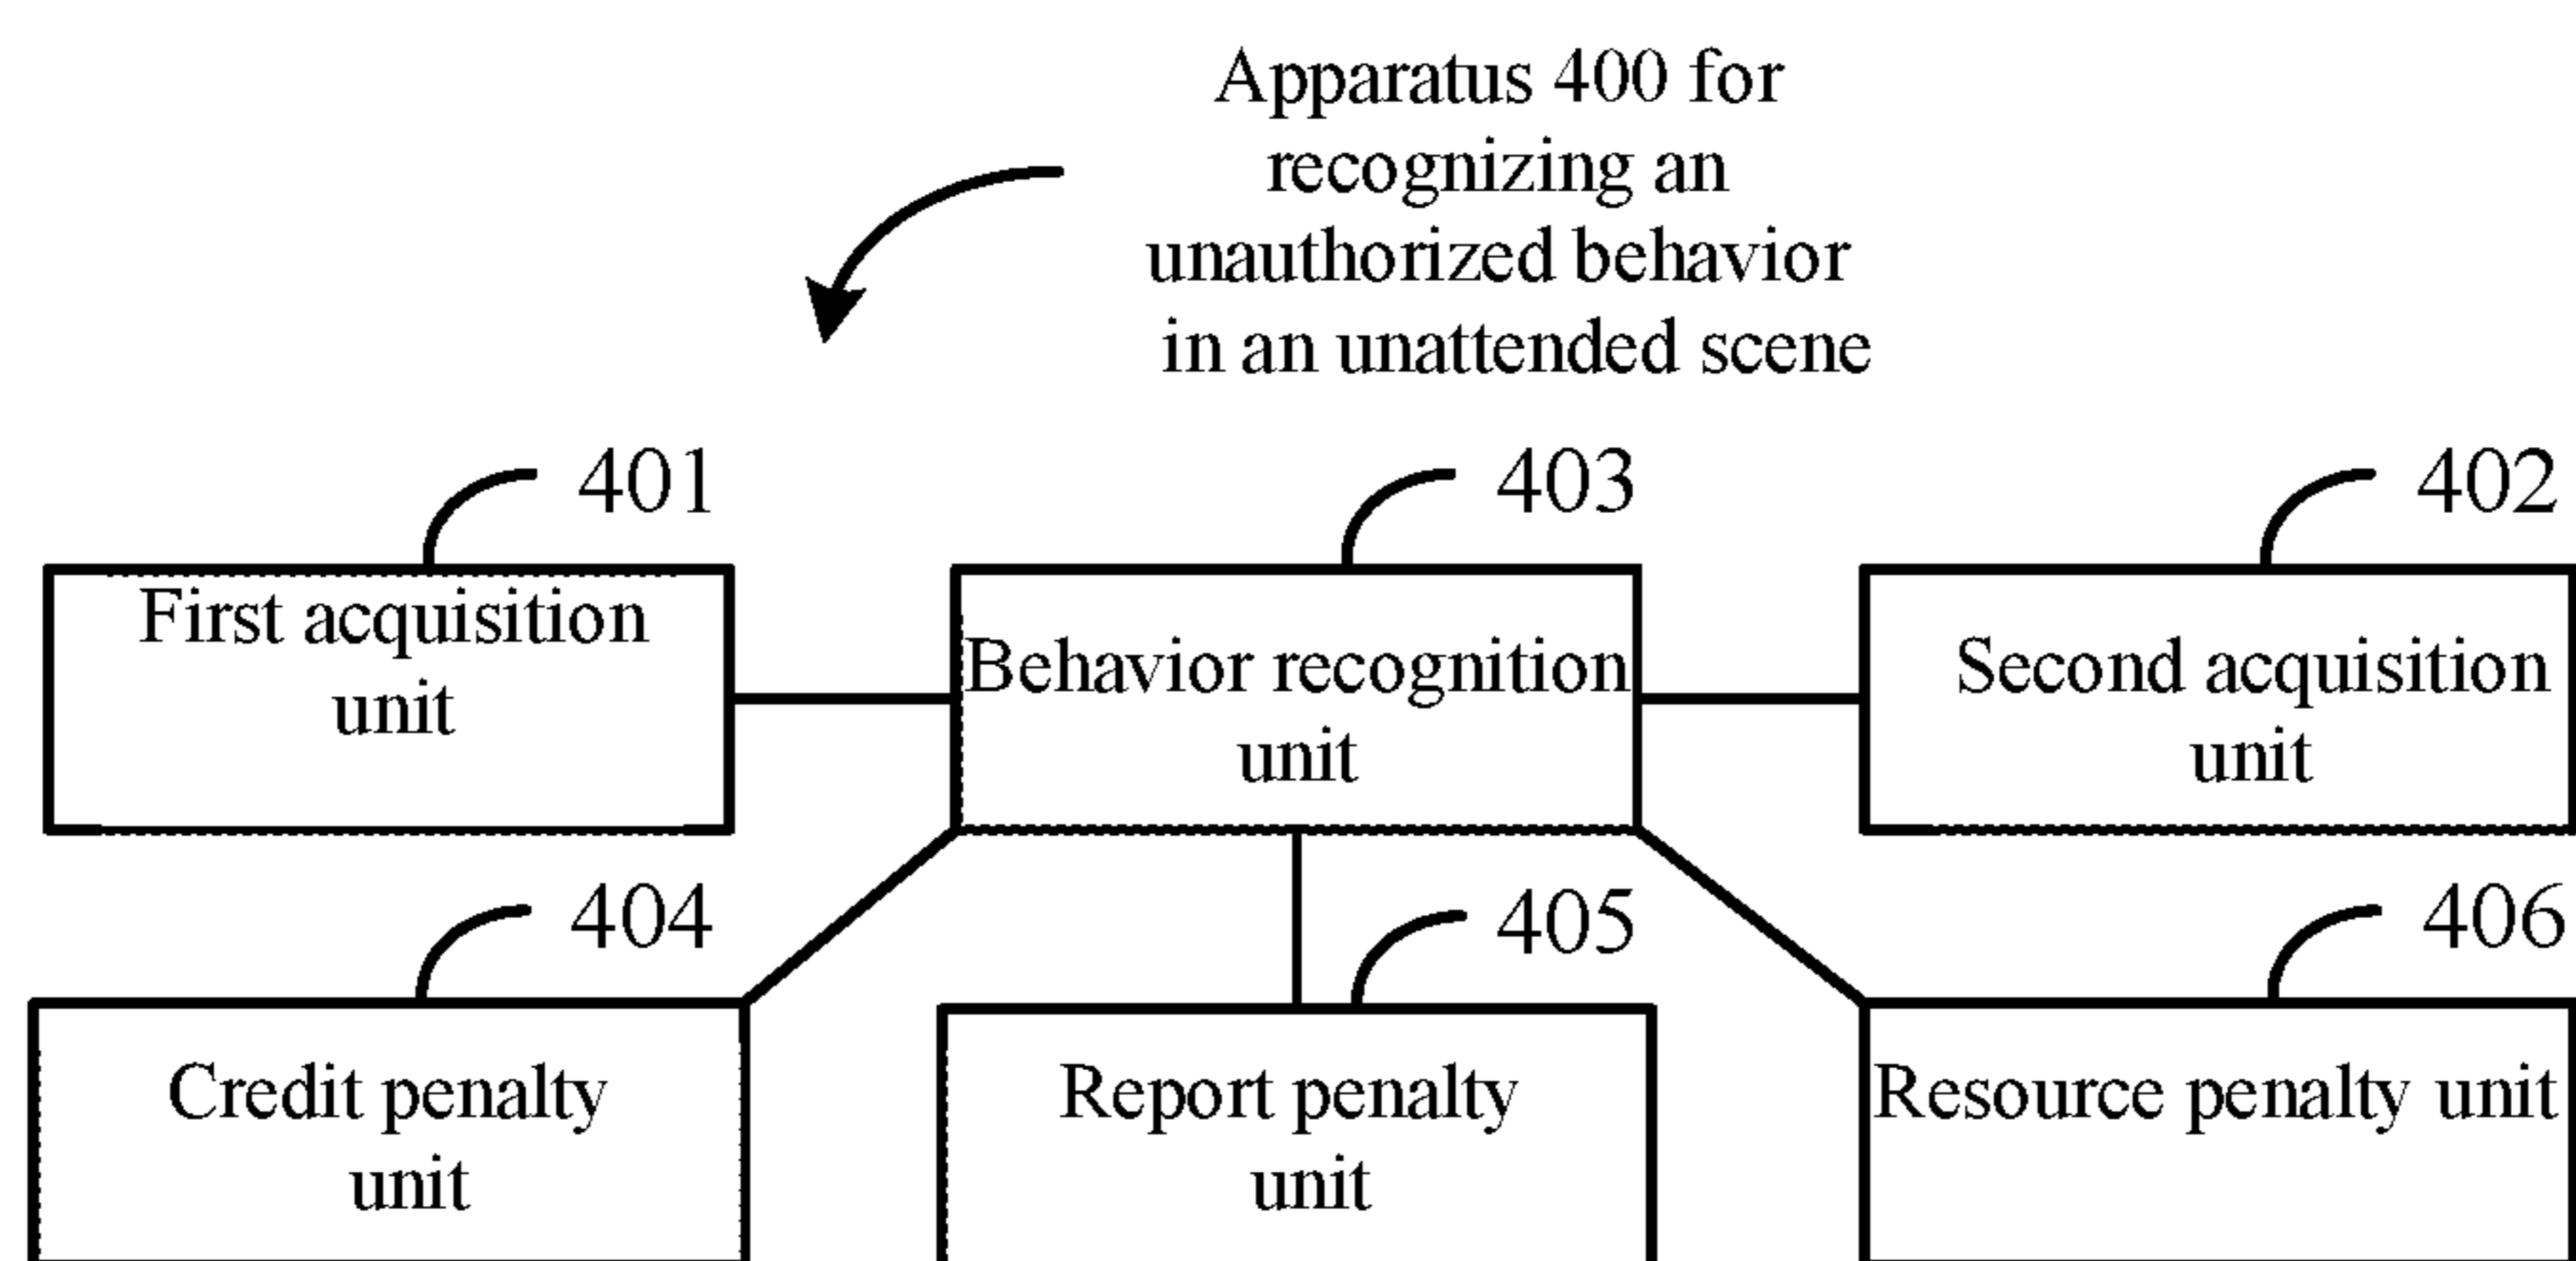 Apparatus 400 for
recognizing an
unauthorized behavior
in an unattended scene
401
403
402
First acquisition
unit
Behavior recognition
unit
Second acquisition
unit
404
405
406
Credit penalty
unit
Report penalty
unit
Resource penalty unit